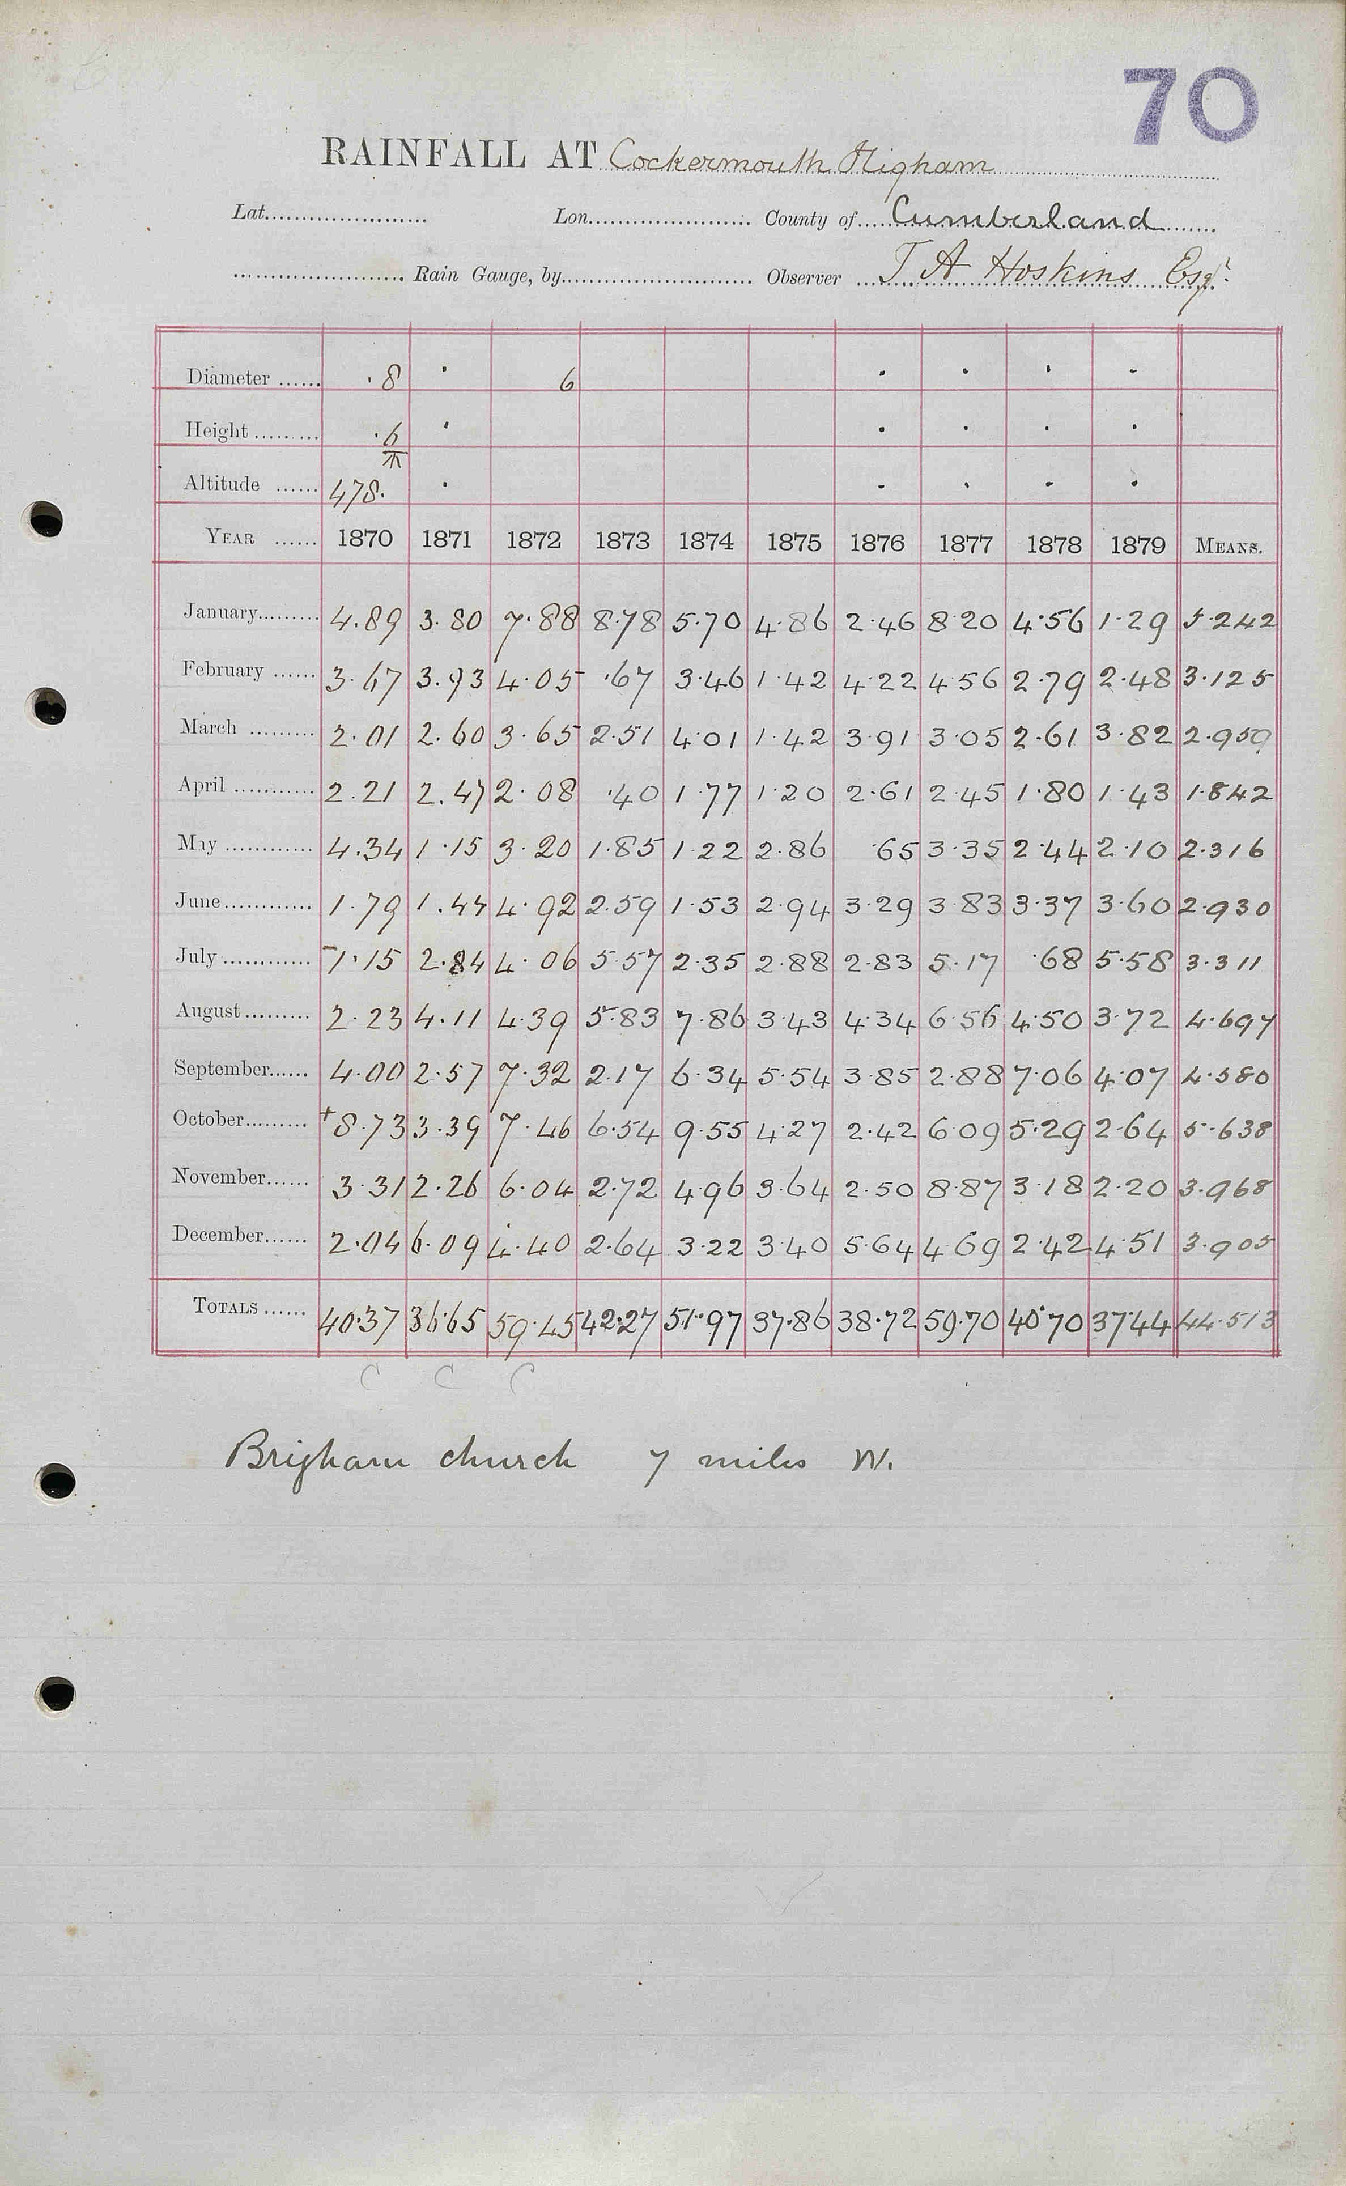 70
RAINFALL AT Cockermouth Higham
Lat. Lon. County of Cumberland
Rain Gauge, by Observer T A Hoskins Esqr
Diameter ...... ·8 · 6 · · · -
Height .......... ·6 · · · · ·
Altitude ...... 478· · - · - ·
YEAR ...... 1870 1871 1872 1873 1874 1875 1876 1877 1878 1879 MEANS.
January......... 4.89 3.80 7.88 8.78 5.70 4.86 2.46 8.20 4.56 1.29 5.242
February ...... 3.67 3.93 4.05 .67 3.46 1.42 4.22 4.56 2.79 2.48 3.125
March ......... 2.01 2.60 3.65 2.51 4.01 1.42 3.91 3.05 2.61 3.82 2.959
April ........... 2.21 2.47 2.08 .40 1.77 1.20 2.61 2.45 1.80 1.43 1.842
May ............ 4.34 1.15 3.20 1.85 1.22 2.86 .65 3.35 2.44 2.10 2.316
June............ 1.79 1.44 4.92 2.59 1.53 2.94 3.29 3.83 3.37 3.60 2.930
July ............ -1.15 2.84 4.06 5.57 2.35 2.88 2.83 5.17 .68 5.58 3.311
August ......... 2.23 4.11 4.39 5.83 7.86 3.43 4.34 6.56 4.50 3.72 4.697
September...... 4.00 2.57 7.32 2.17 6.34 5.54 3.85 2.88 7.06 4.07 4.580
October......... +8.73 3.39 7.46 6.54 9.55 4.27 2.42 6.09 5.29 2.64 5.638
November...... 3.31 2.26 6.04 2.72 4.96 3.64 2.50 8.87 3.18 2.20 3.968
December...... 2.04 6.09 4.40 2.64 3.22 3.40 5.64 4.69 2.42 4.51 3.905
TOTALS ...... 40.37 36.65 59.45 42.27 51.97 37.86 38.72 59.70 40.70 37.44 44.513
C C C
Brigham church 7 miles W.